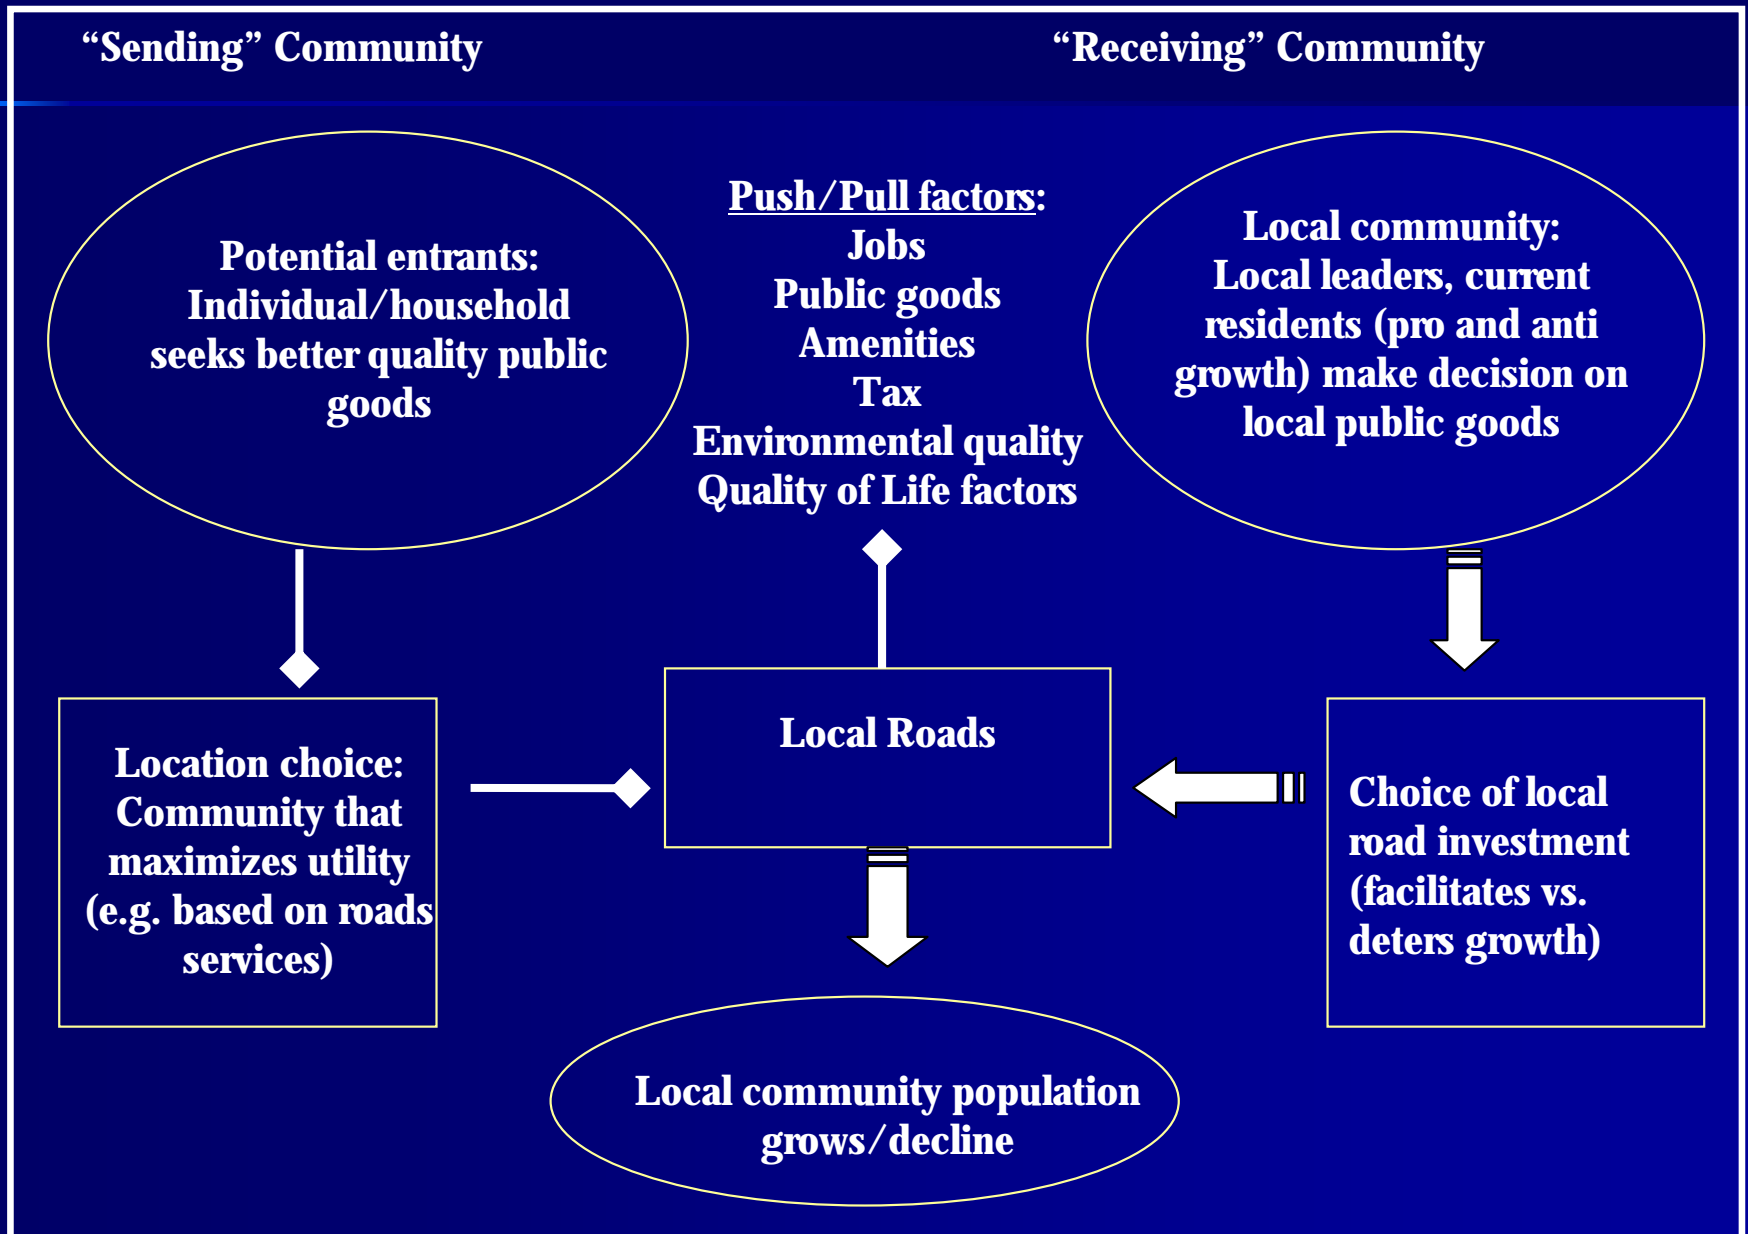 “Sending” Community
“Receiving” Community
Potential entrants:
Individual/household
seeks better quality public
goods
Push/Pull factors:
Jobs
Public goods
Amenities
Tax
Environmental quality
Quality of Life factors
Local community:
Local leaders, current
residents (pro and anti
growth) make decision on
local public goods
Location choice:
Community that
maximizes utility
(e.g. based on roads
services)
Local Roads
Choice of local
road investment
(facilitates vs.
deters growth)
Local community population
grows/decline